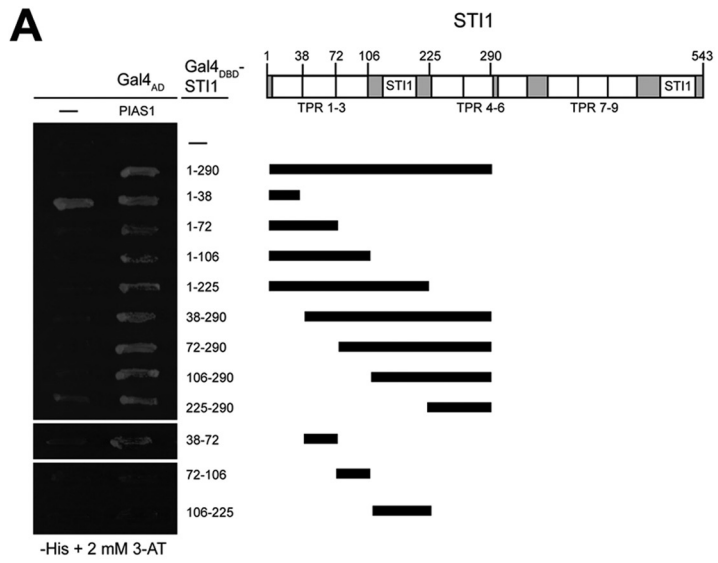 A
STI1
Gal4AD
Gal4DBD-
STI1
1 38 72 106 225 290 543
STI1 STI1
— PIAS1
TPR 1-3 TPR 4-6 TPR 7-9
—
1-290
1-38
1-72
1-106
1-225
38-290
72-290
106-290
225-290
38-72
72-106
106-225
-His + 2 mM 3-AT